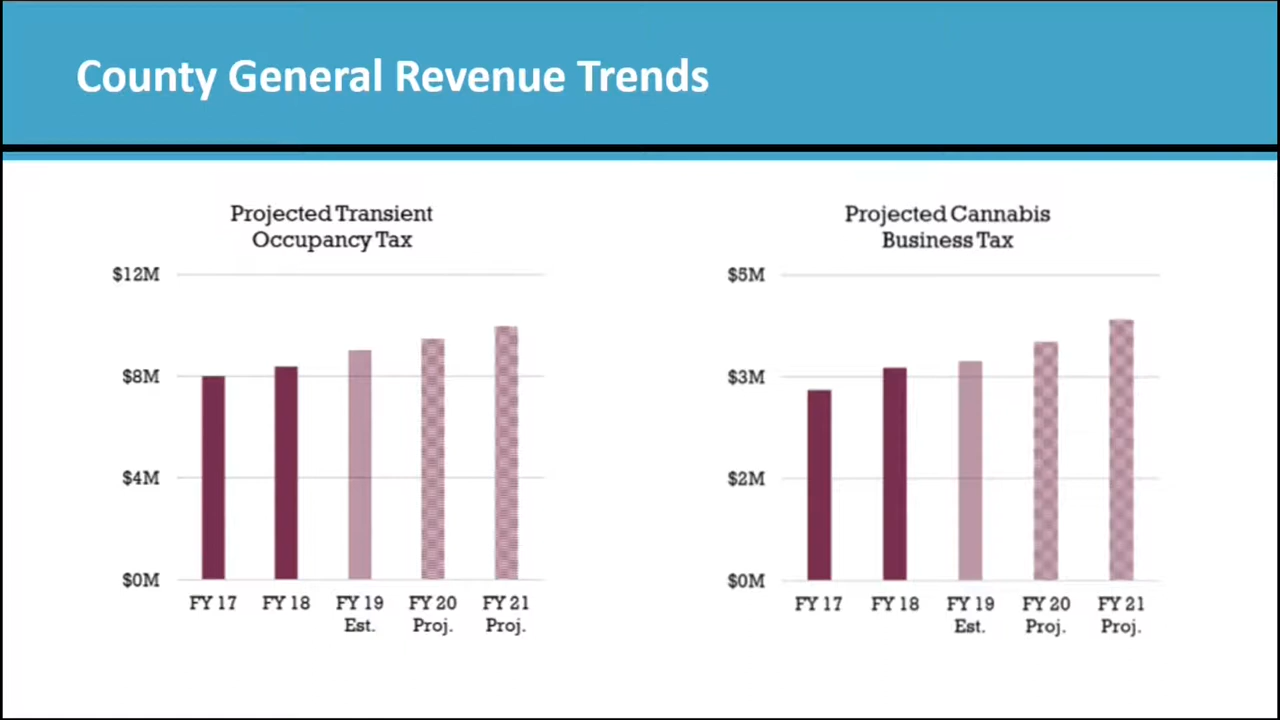 County General Revenue Trends
Projected Transient
Occupancy Tax
$12M
$8M
$4M
$0M
FY 17 FY 18 FY 19 FY 20 FY 21
Est. Proj. Proj.
Projected Cannabis
Business Tax
$5M
$3M
$2M
$0M
FY 17 FY 18 FY 19 FY 20 FY 21
Est. Proj. Proj.